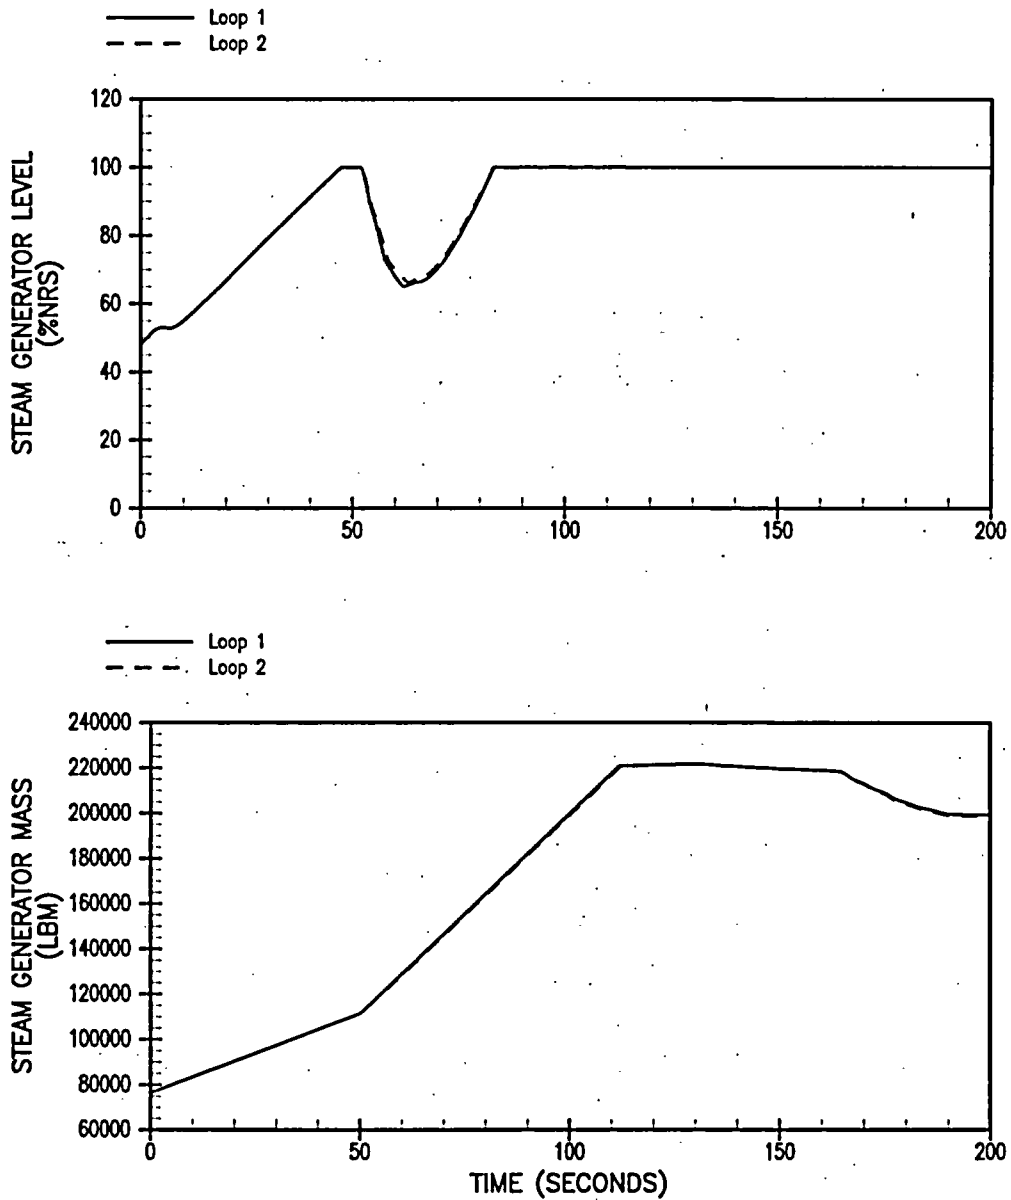 Loop 1
Loop 2
STEAM GENERATOR LEVEL
(%NRS)
120
100
80
60
40
20
0
0 50 100 150 200
Loop 1
Loop 2
STEAM GENERATOR MASS
(LBM)
240000
220000
200000
180000
160000
140000
120000
100000
80000
60000
0 50 100 150 200
TIME (SECONDS)